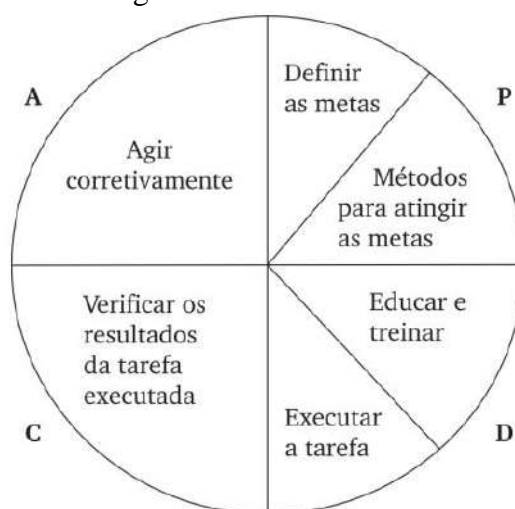 A
Agir
corretivamente
Definir
as metas
P
Métodos
para atingir
as metas
Verificar os
resultados
da tarefa
executada
C
Educar e
treinar
Executar
a tarefa
D